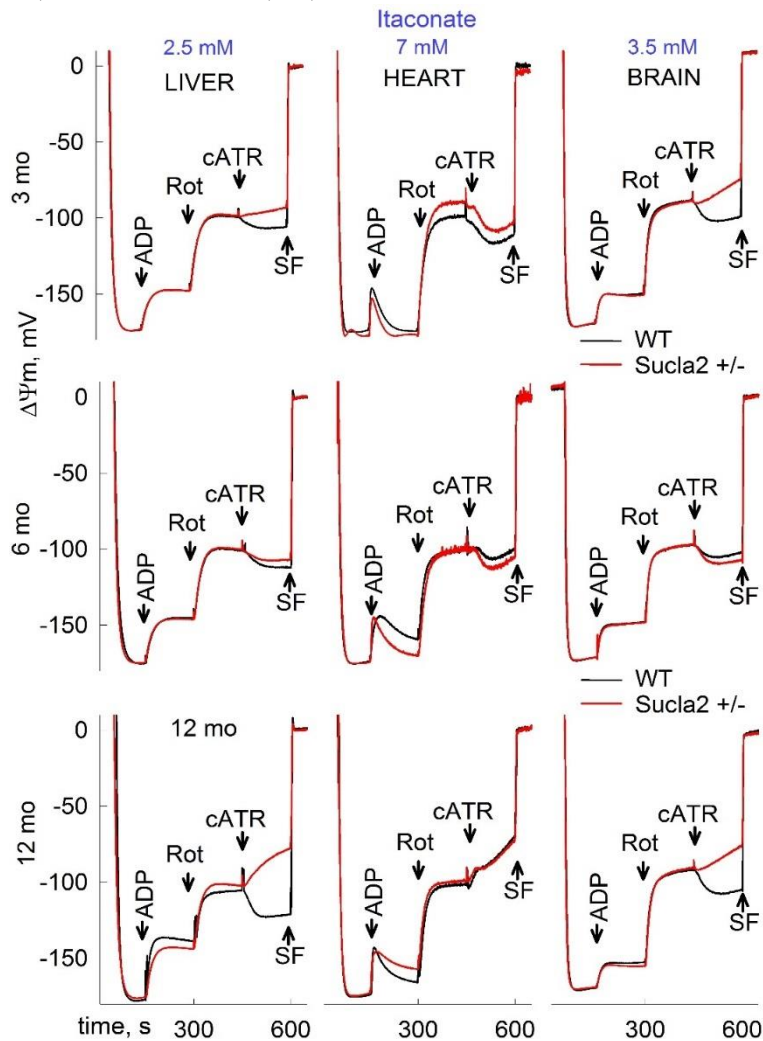 Itaconate
2.5 mM 7 mM 3.5 mM
LIVER HEART BRAIN
0
-50
-100
-150
3 mo
ΔΨm, mV
ADP Rot cATR SF
ADP Rot cATR SF
ADP Rot cATR SF
WT
Sucla2 +/-
0
-50
-100
-150
6 mo
ADP Rot cATR SF
ADP Rot cATR SF
ADP Rot cATR SF
WT
Sucla2 +/-
12 mo
0
-50
-100
-150
12 mo
ADP Rot cATR SF
ADP Rot cATR SF
ADP Rot cATR SF
time, s 300 600 300 600 300 600